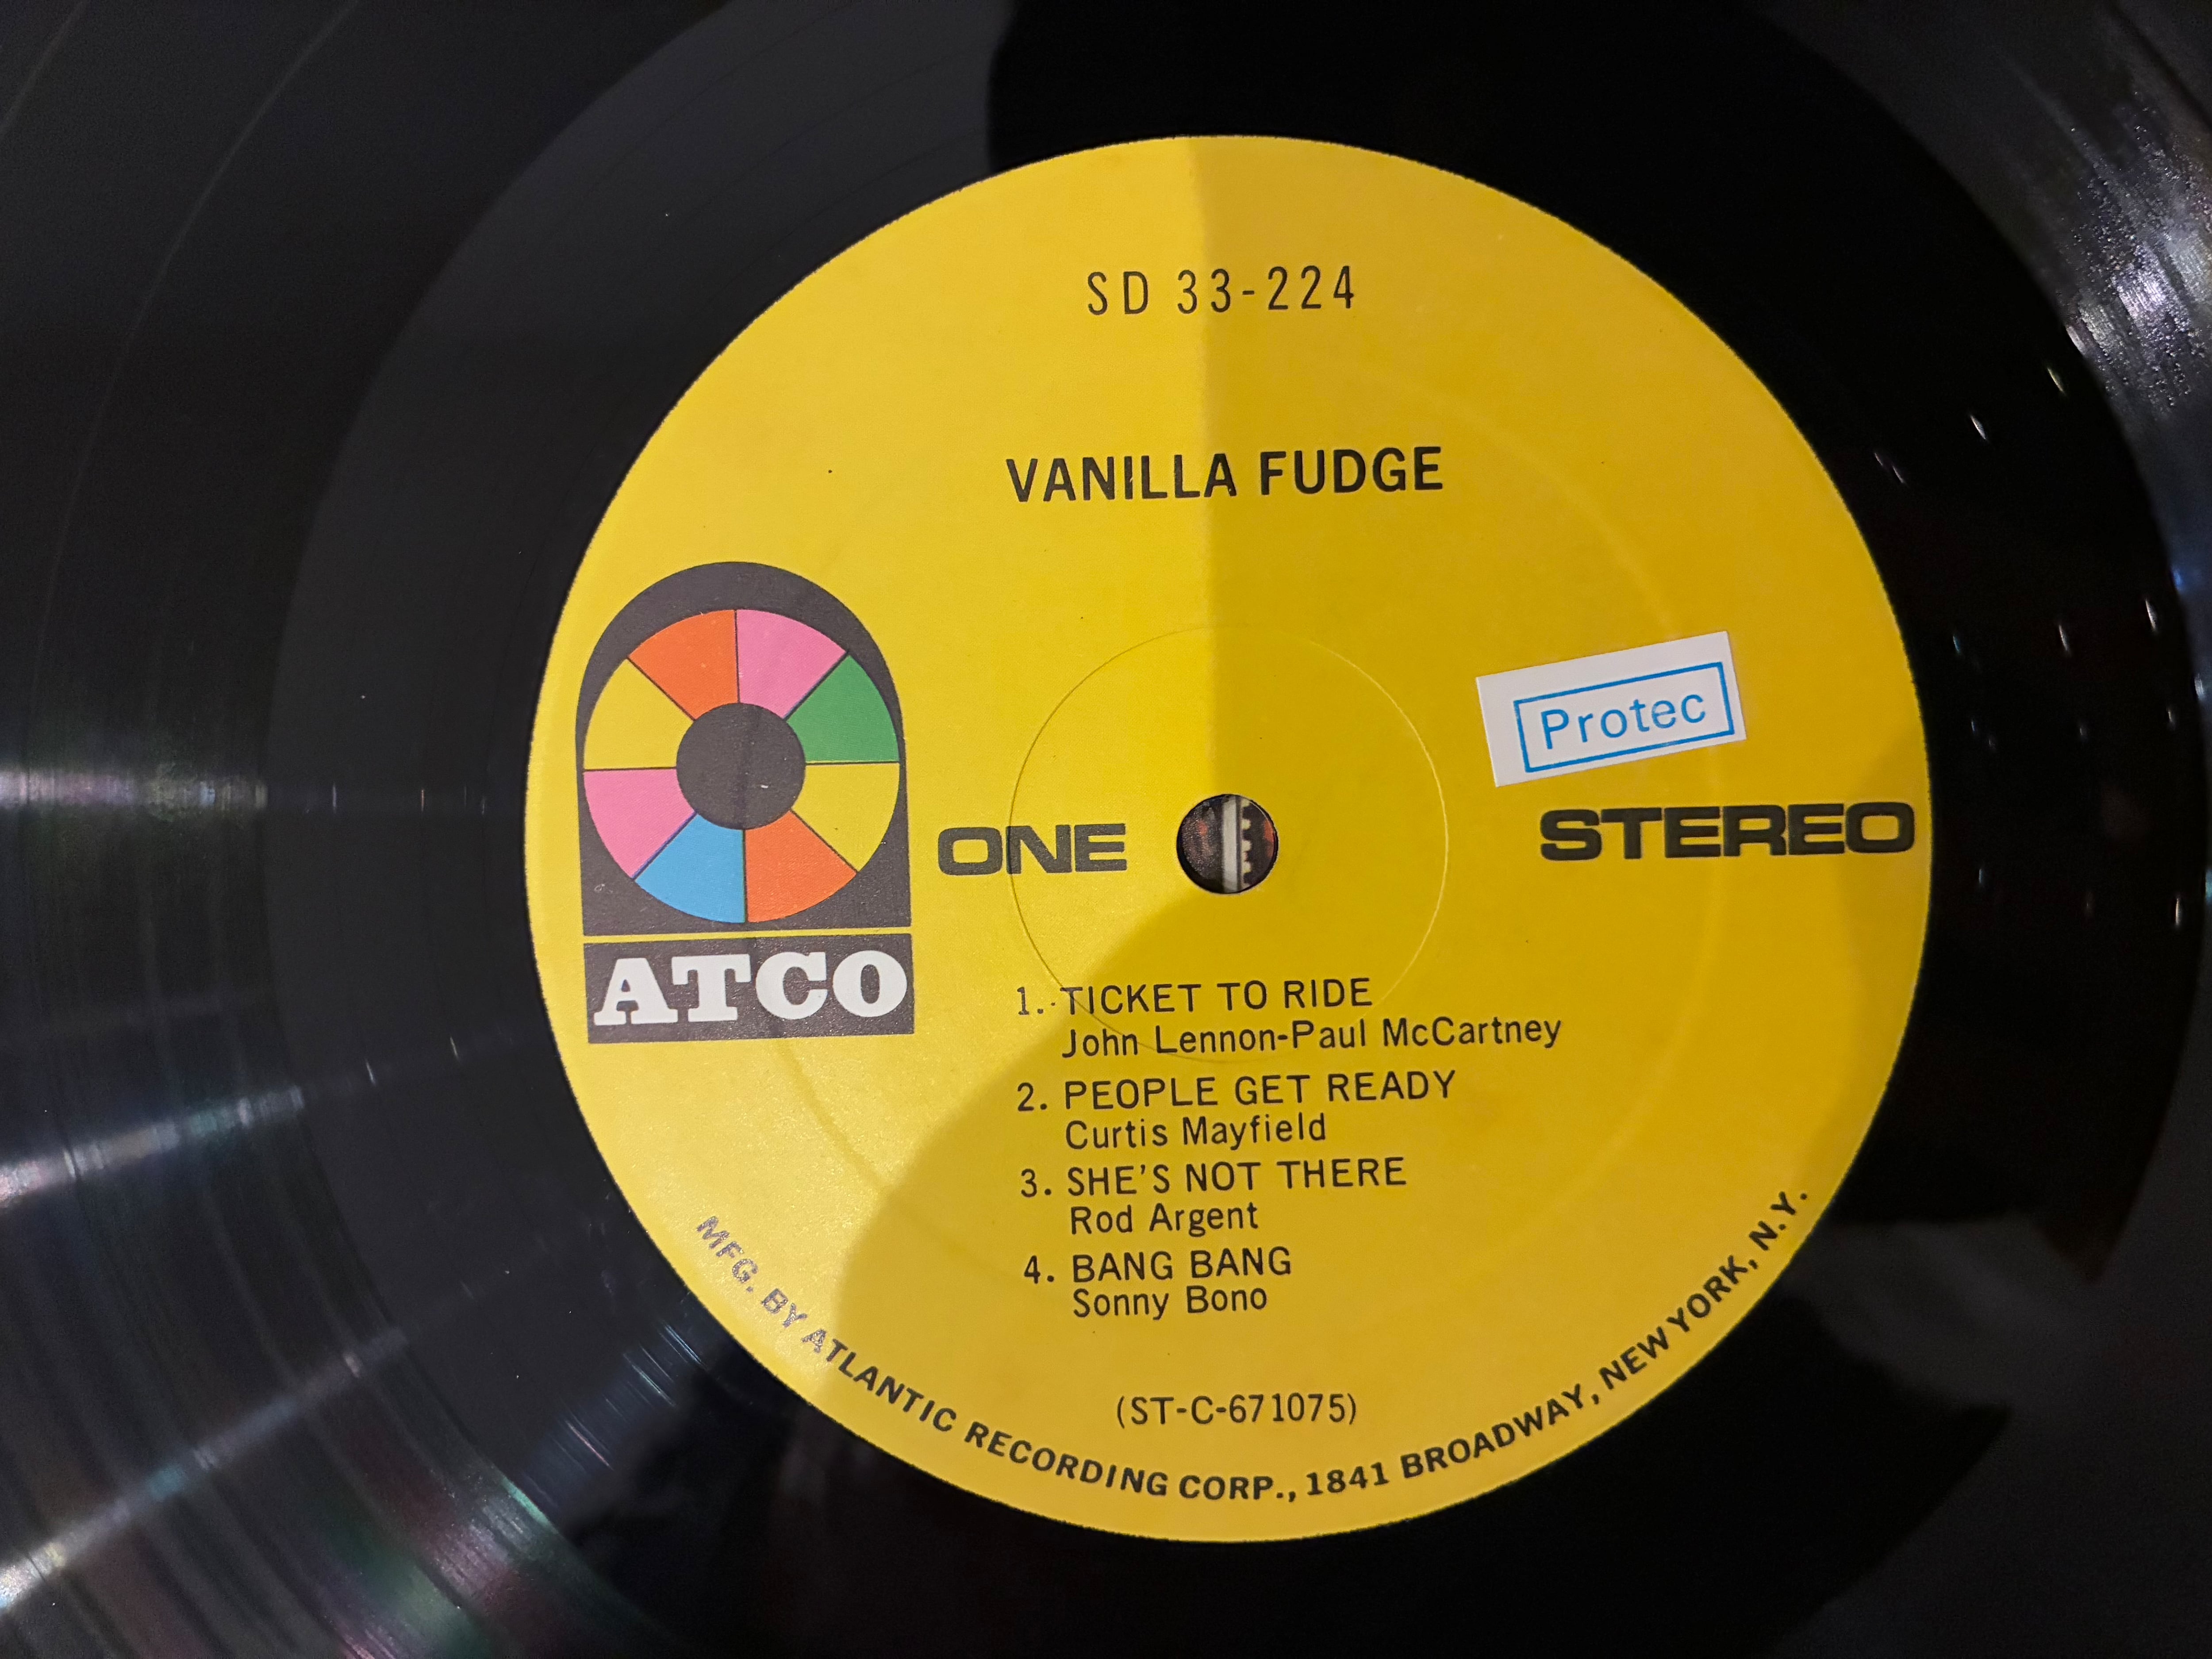 SD 33-224
VANILLA FUDGE
Protec
ATCO
ONE
STEREO
1. TICKET TO RIDE
John Lennon-Paul McCartney
2. PEOPLE GET READY
Curtis Mayfield
3. SHE'S NOT THERE
Rod Argent
4. BANG BANG
Sonny Bono
(ST-C-671075)
MFG. BY ATLANTIC RECORDING CORP., 1841 BROADWAY, NEW YORK, N.Y.